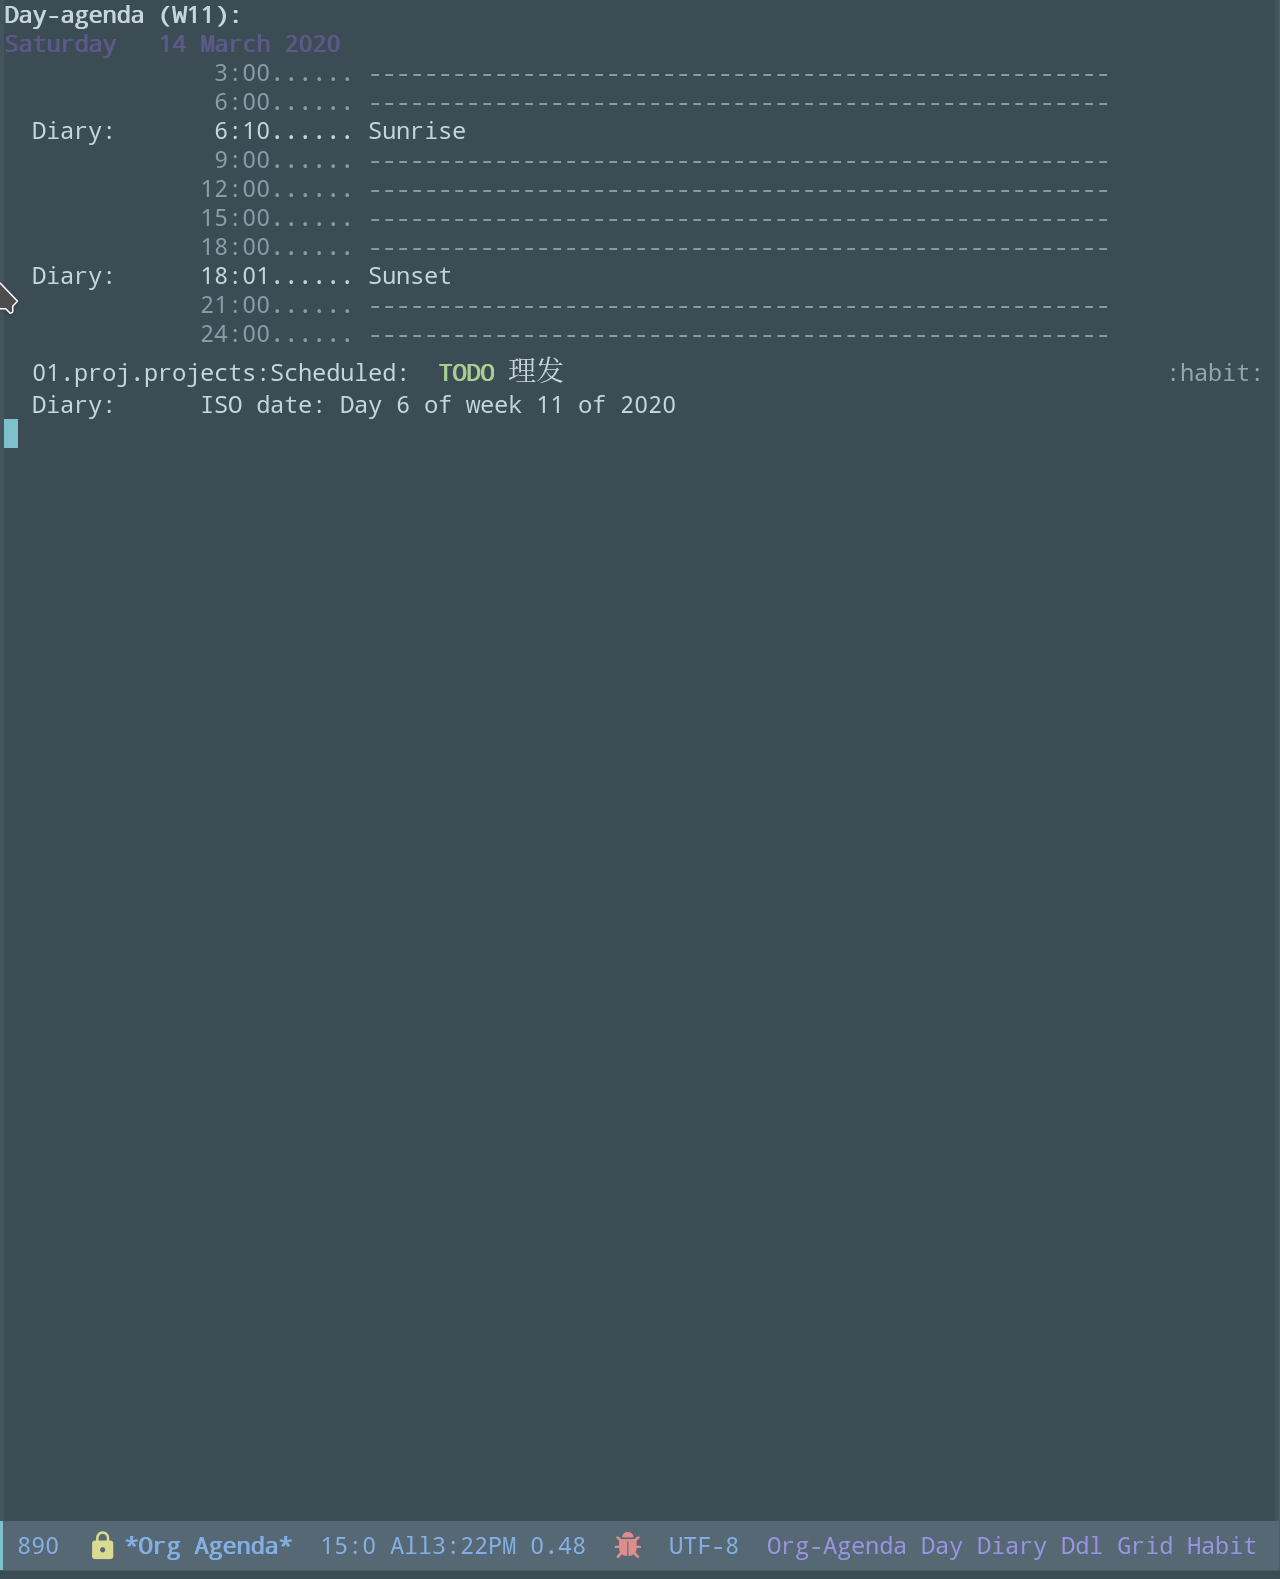 Day-agenda (W11):
Saturday   14 March 2020
               3:00...... -----------------------------------------------------
               6:00...... -----------------------------------------------------
  Diary:       6:10...... Sunrise
               9:00...... -----------------------------------------------------
              12:00...... -----------------------------------------------------
              15:00...... -----------------------------------------------------
              18:00...... -----------------------------------------------------
  Diary:      18:01...... Sunset
              21:00...... -----------------------------------------------------
              24:00...... -----------------------------------------------------
  01.proj.projects:Scheduled:  TODO 理发 :habit:
  Diary:      ISO date: Day 6 of week 11 of 2020
890 *Org Agenda* 15:0 All3:22PM 0.48 UTF-8 Org-Agenda Day Diary Ddl Grid Habit